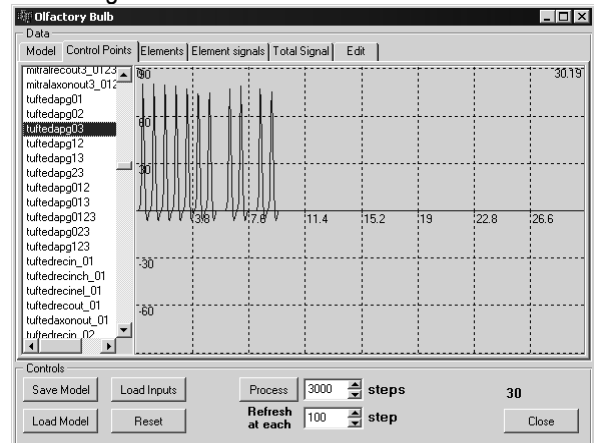 Olfactory Bulb
Data
Model Control Points Elements Element signals Total Signal Edit
mitralrecout3_0123
mitralaxonout3_012
tuftedapg01
tuftedapg02
tuftedapg03
tuftedapg12
tuftedapg13
tuftedapg23
tuftedapg012
tuftedapg013
tuftedapg0123
tuftedapg023
tuftedapg123
tuftedrecin_01
tuftedrecinch_01
tuftedrecinel_01
tuftedrecout_01
tuftedaxonout_01
tuftedrecin_02
90
30.19
60
30
3.8 7.6 11.4 15.2 19 22.8 26.6
-30
-60
Controls
Save Model Load Inputs Process 3000 steps 30
Load Model Reset Refresh at each 100 step Close